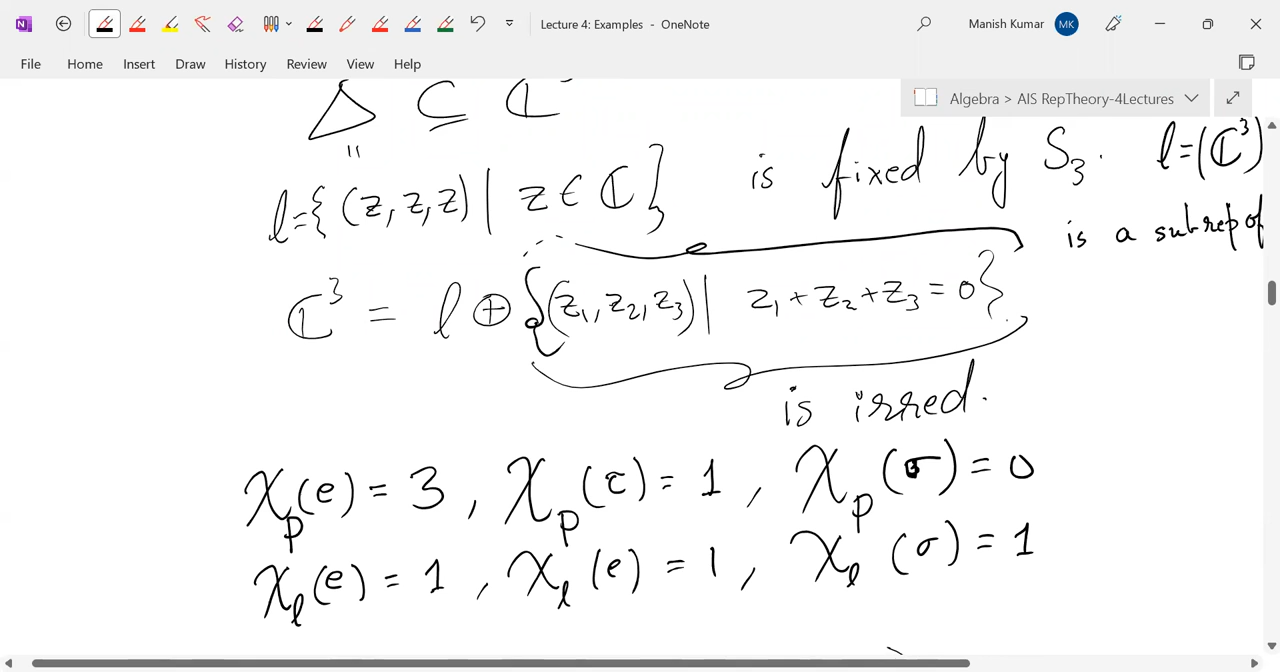 Lecture 4: Examples - OneNote
Manish Kumar MK
File Home Insert Draw History Review View Help
Algebra > AIS RepTheory-4Lectures
Δ ⊆ ℂ³
"
l={(z,z,z)| z∈ℂ} is fixed by S₃. l=(ℂ³)
is a subrep of
ℂ³ = l ⊕ {(z₁,z₂,z₃)| z₁+z₂+z₃=0}
is irred.
χₚ(e) = 3, χₚ(τ) = 1, χₚ(σ) = 0
χₗ(e) = 1, χₗ(e) = 1, χₗ(σ) = 1